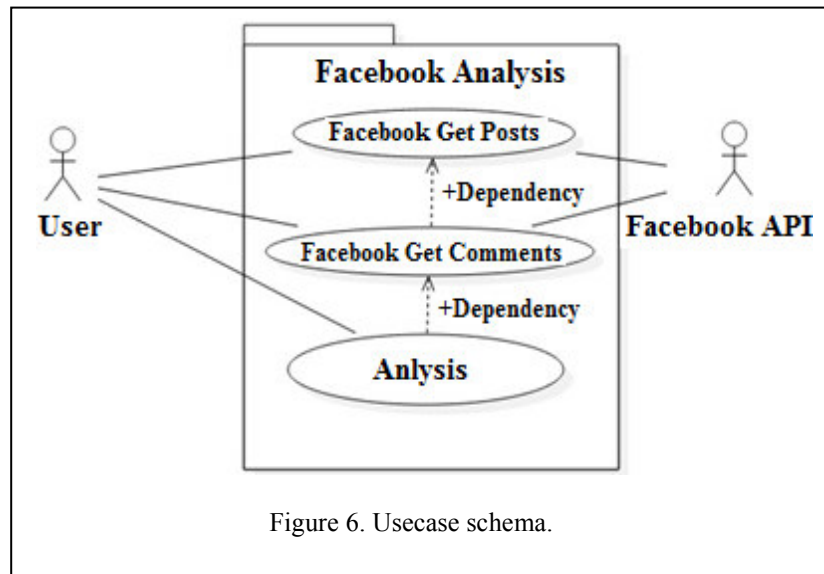 Facebook Analysis
Facebook Get Posts
+Dependency
User
Facebook API
Facebook Get Comments
+Dependency
Anlysis
Figure 6. Usecase schema.